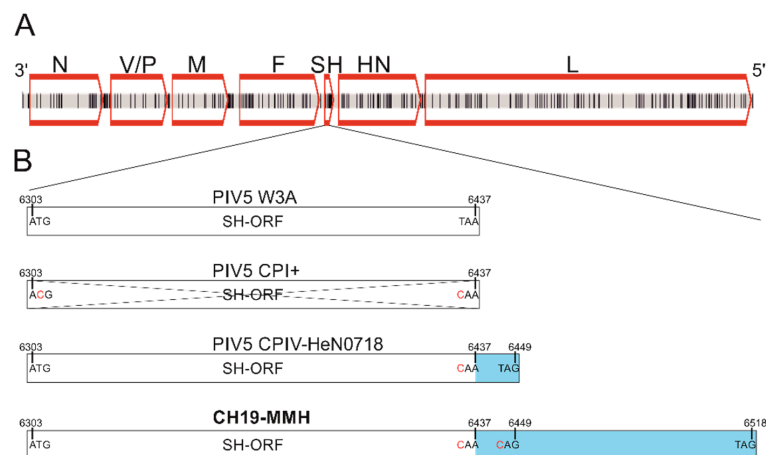 A
N V/P M F SH HN L
3' 5'
B
PIV5 W3A
6303 6437
ATG SH-ORF TAA
PIV5 CPI+
6303 6437
ACG SH-ORF CAA
PIV5 CPIV-HeN0718
6303 6437 6449
ATG SH-ORF CAA TAG
CH19-MMH
6303 6437 6449 6518
ATG SH-ORF CAA CAG TAG